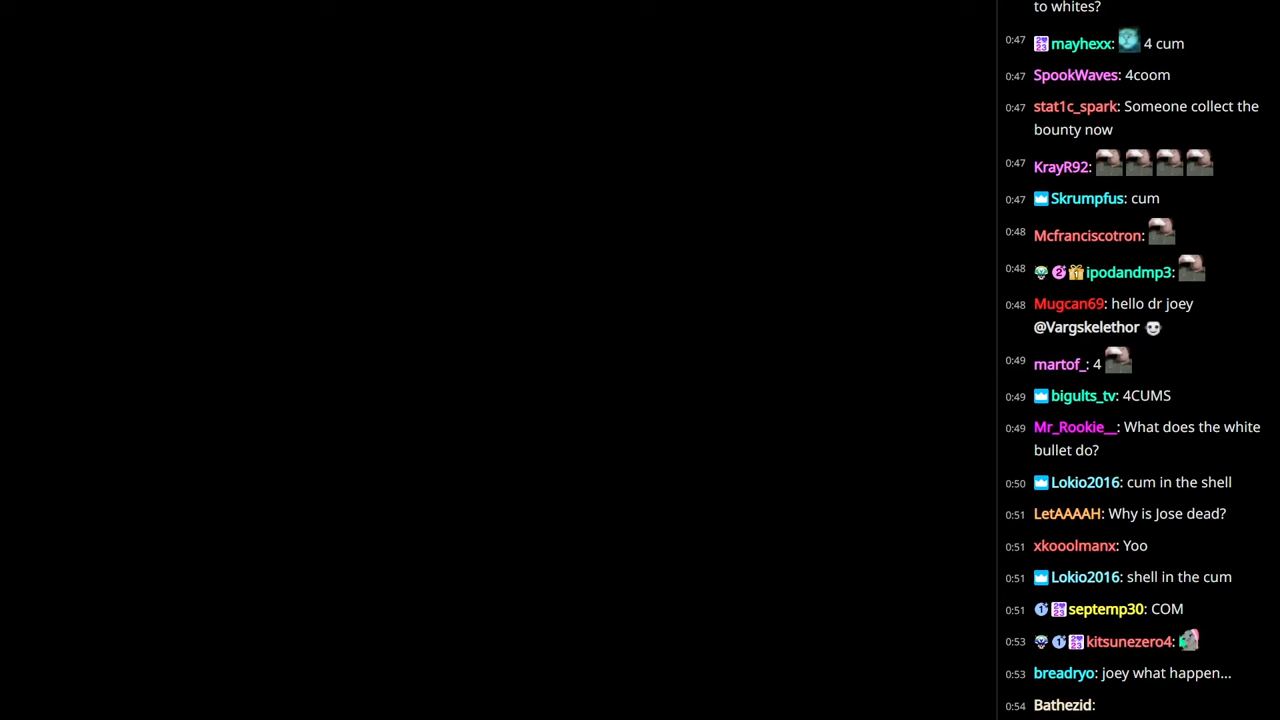 to whites?
0:47 mayhexx: 4 cum
0:47 SpookWaves: 4coom
0:47 stat1c_spark: Someone collect the
bounty now
0:47 KrayR92:
0:47 Skrumpfus: cum
0:48 Mcfranciscotron:
0:48 2 1 ipodandmp3:
0:48 Mugcan69: hello dr joey
@Vargskelethor
0:49 martof_: 4
0:49 bigults_tv: 4CUMS
0:49 Mr_Rookie__: What does the white
bullet do?
0:50 Lokio2016: cum in the shell
0:51 LetAAAAH: Why is Jose dead?
0:51 xkooolmanx: Yoo
0:51 Lokio2016: shell in the cum
0:51 1 septemp30: COM
0:53 1 kitsunezero4:
0:53 breadryo: joey what happen...
0:54 Bathezid: